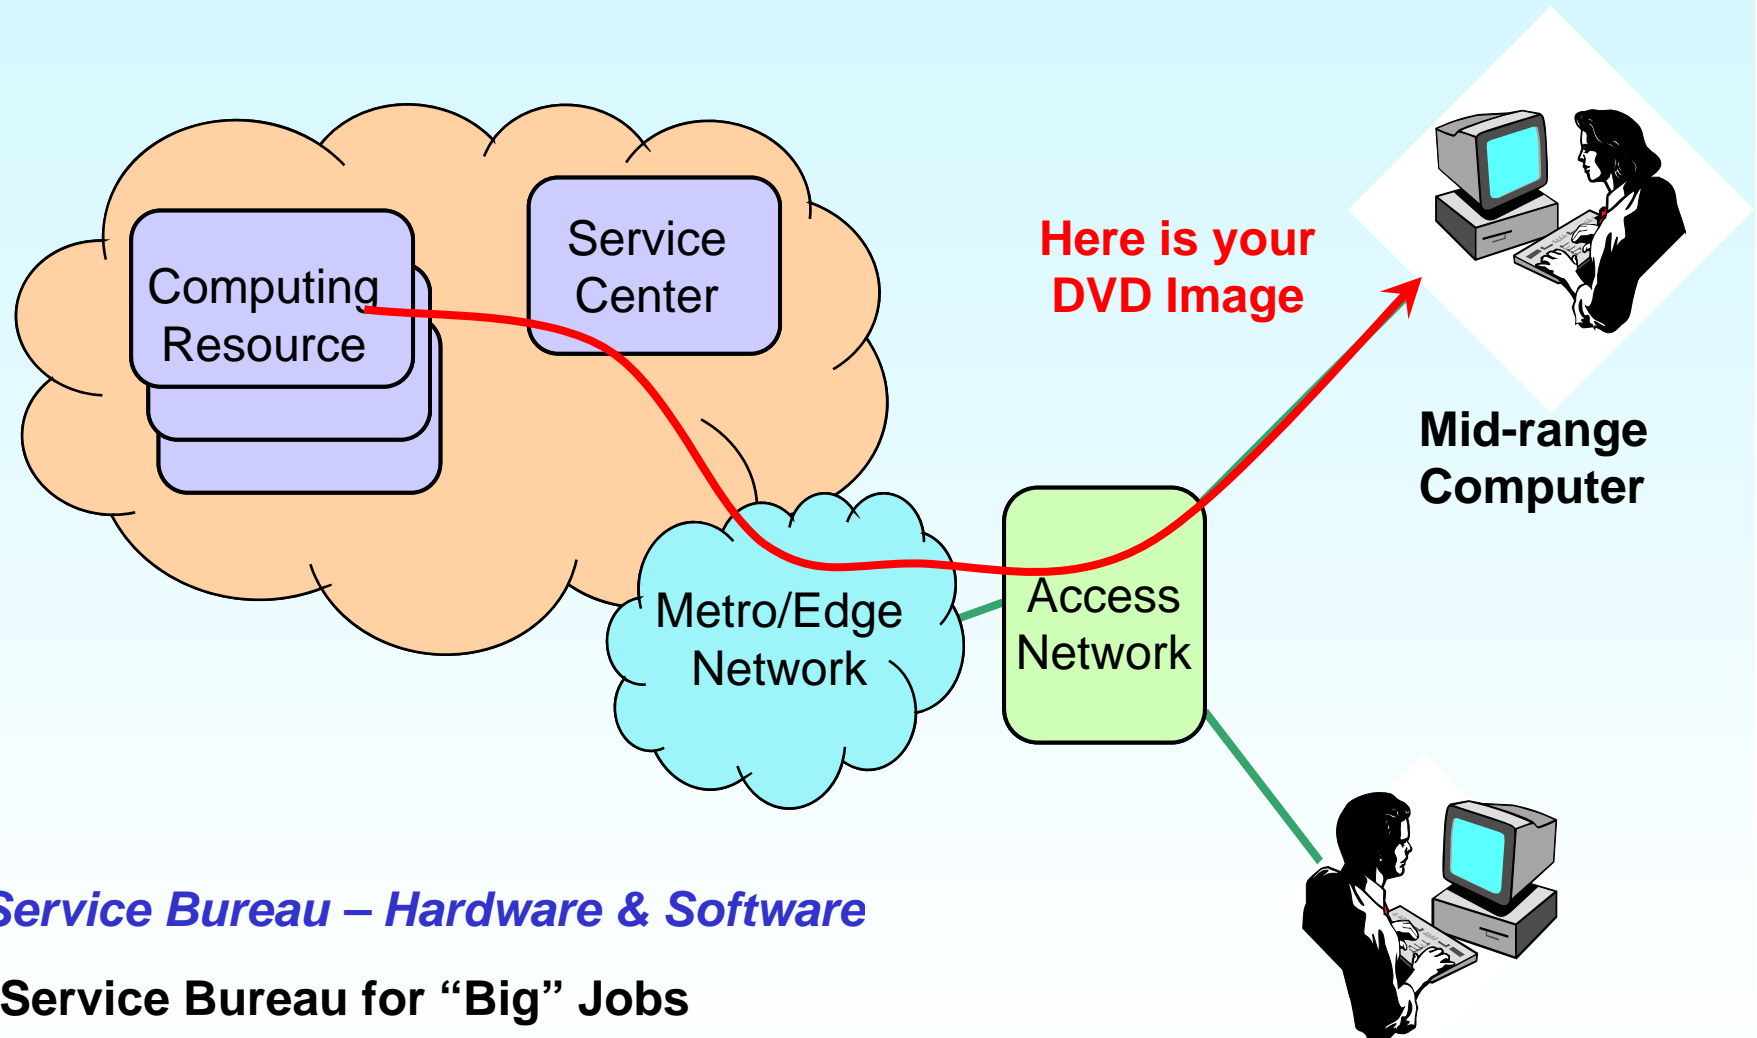 Computing
Resource
Service
Center
Here is your
DVD Image
Mid-range
Computer
Metro/Edge
Network
Access
Network
Service Bureau – Hardware & Software
Service Bureau for “Big” Jobs